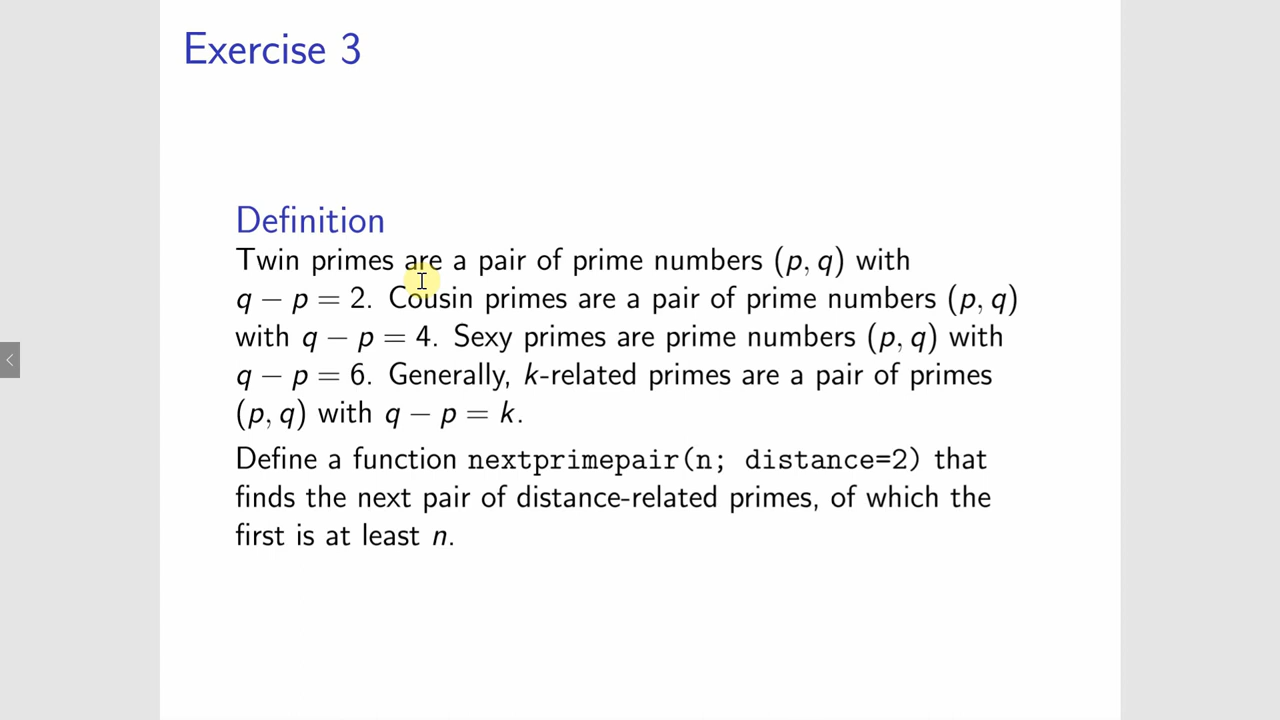 Exercise 3
Definition
Twin primes are a pair of prime numbers (p, q) with
q − p = 2. Cousin primes are a pair of prime numbers (p, q)
with q − p = 4. Sexy primes are prime numbers (p, q) with
q − p = 6. Generally, k-related primes are a pair of primes
(p, q) with q − p = k.
Define a function nextprimepair(n; distance=2) that
finds the next pair of distance-related primes, of which the
first is at least n.